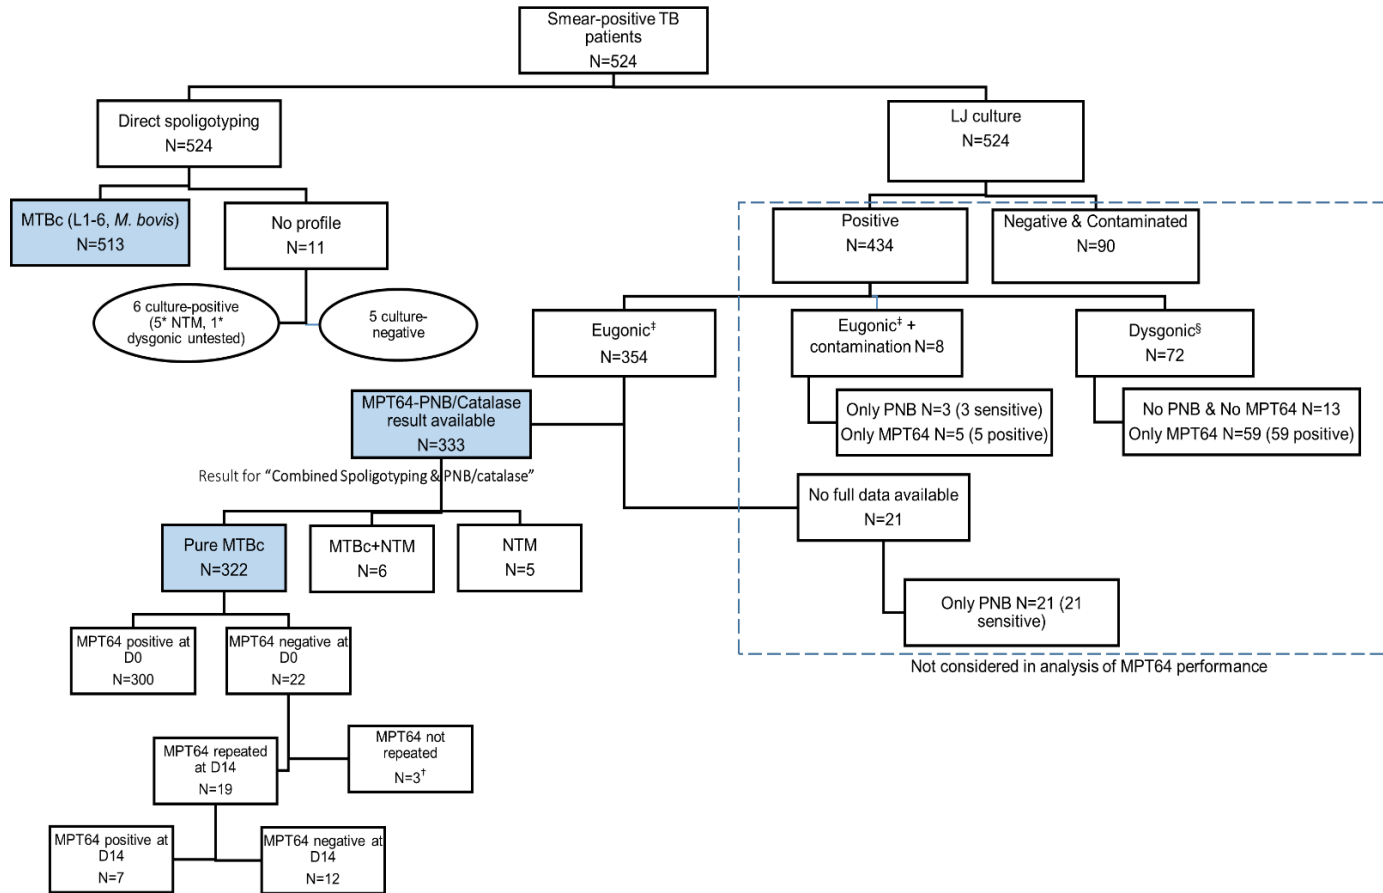 Smear-positive TB
patients
N=524
Direct spoligotyping
N=524
LJ culture
N=524
MTBc (L1-6, M. bovis)
N=513
No profile
N=11
Positive
N=434
Negative & Contaminated
N=90
6 culture-positive
(5* NTM, 1*
dysgonic untested)
5 culture-
negative
Eugonic‡
N=354
Eugonic‡ +
contamination N=8
Dysgonic§
N=72
MPT64-PNB/Catalase
result available
N=333
Only PNB N=3 (3 sensitive)
Only MPT64 N=5 (5 positive)
No PNB & No MPT64 N=13
Only MPT64 N=59 (59 positive)
Result for “Combined Spoligotyping & PNB/catalase”
No full data available
N=21
Pure MTBc
N=322
MTBc+NTM
N=6
NTM
N=5
Only PNB N=21 (21
sensitive)
MPT64 positive at
D0
N=300
MPT64 negative at
D0
N=22
Not considered in analysis of MPT64 performance
MPT64 repeated
at D14
N=19
MPT64 not
repeated
N=3†
MPT64 positive at
D14
N=7
MPT64 negative at
D14
N=12